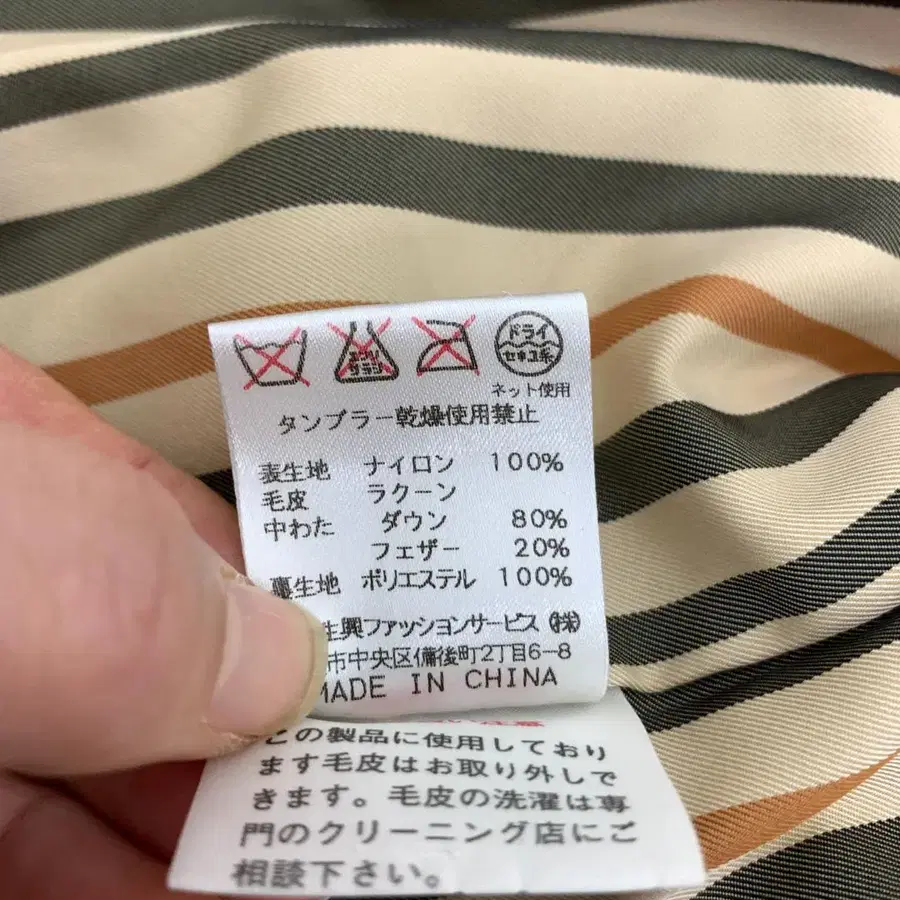 エンソ
サラシ
ドライ
セキユ系
ネット使用
タンブラー乾燥使用禁止
表生地 ナイロン 100%
毛皮 ラクーン
中わた ダウン 80%
フェザー 20%
裏生地 ポリエステル 100%
興ファッションサービス ㈱
市中央区備後町2丁目6-8
MADE IN CHINA
この製品に使用しており
ます毛皮はお取り外しで
きます。毛皮の洗濯は専
門のクリーニング店にご
相談下さい。